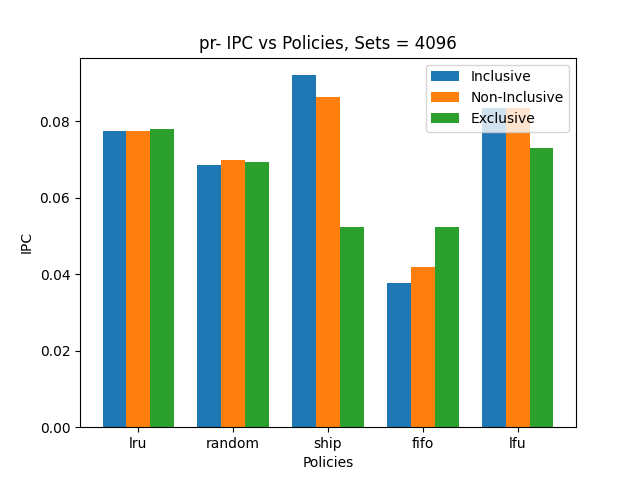 pr- IPC vs Policies, Sets = 4096
Inclusive
Non-Inclusive
Exclusive
IPC
0.08
0.06
0.04
0.02
0.00
lru random ship fifo lfu
Policies